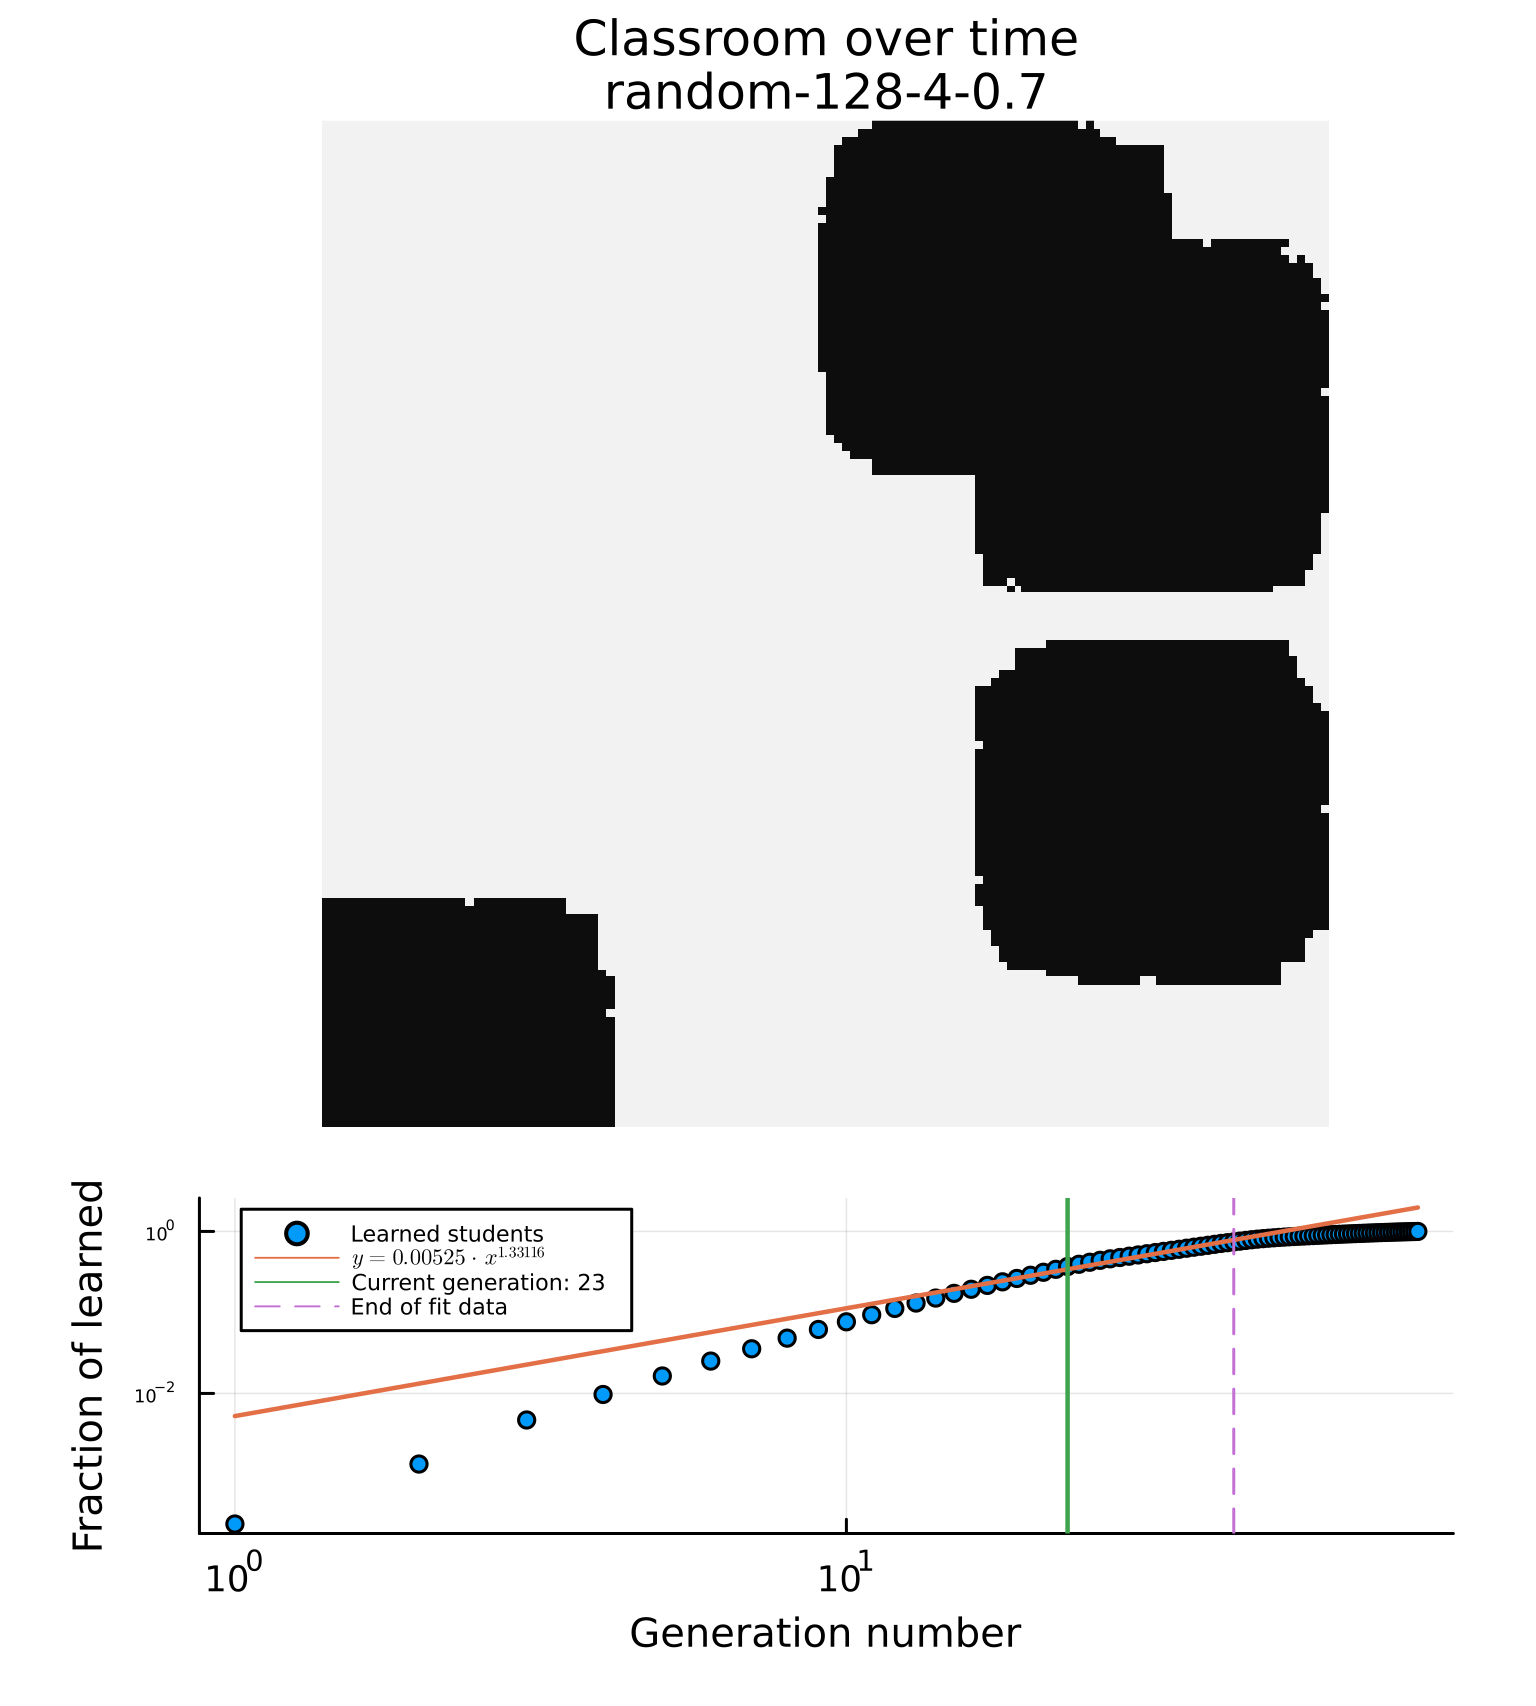 Classroom over time
random-128-4-0.7
Fraction of learned
10^0
10^-2
Learned students
y = 0.00525 · x^1.33116
Current generation: 23
End of fit data
10^0
10^1
Generation number